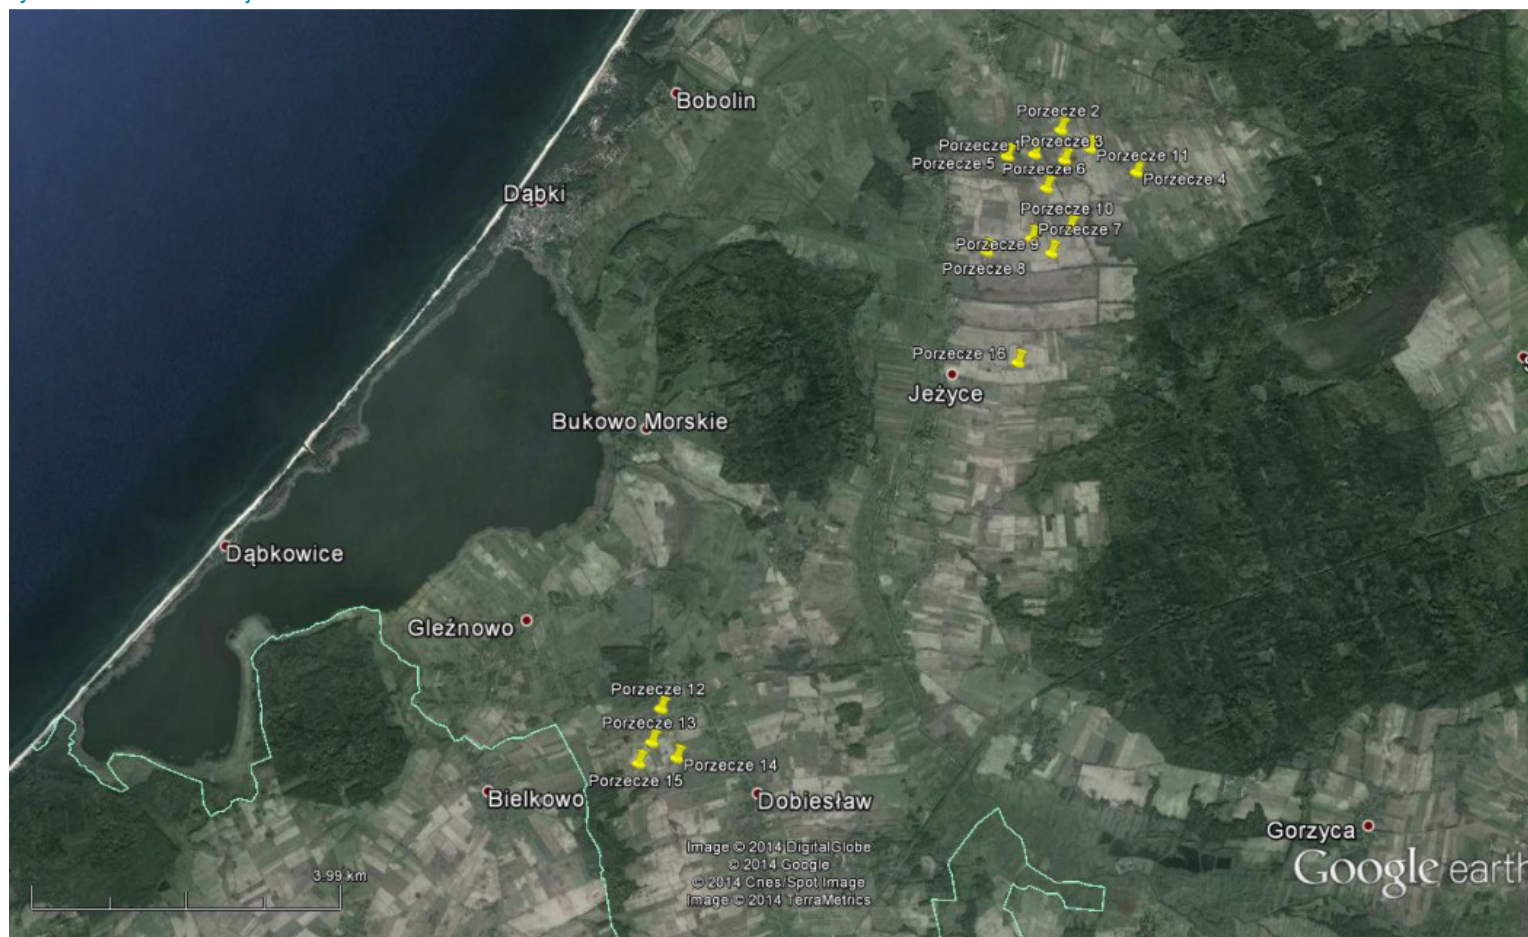 Bobolin
Porzecze 2
Porzecze 1
Porzecze 3
Porzecze 11
Porzecze 5
Porzecze 6
Porzecze 4
Dąbki
Porzecze 10
Porzecze 7
Porzecze 9
Porzecze 8
Porzecze 16
Jeżyce
Bukowo Morskie
Dąbkowice
Gleźnowo
Porzecze 12
Porzecze 13
Porzecze 14
Porzecze 15
Bielkowo
Dobiesław
Gorzyca
Image © 2014 DigitalGlobe
© 2014 Google
© 2014 Cnes/Spot Image
Image © 2014 TerraMetrics
Google earth
3.99 km